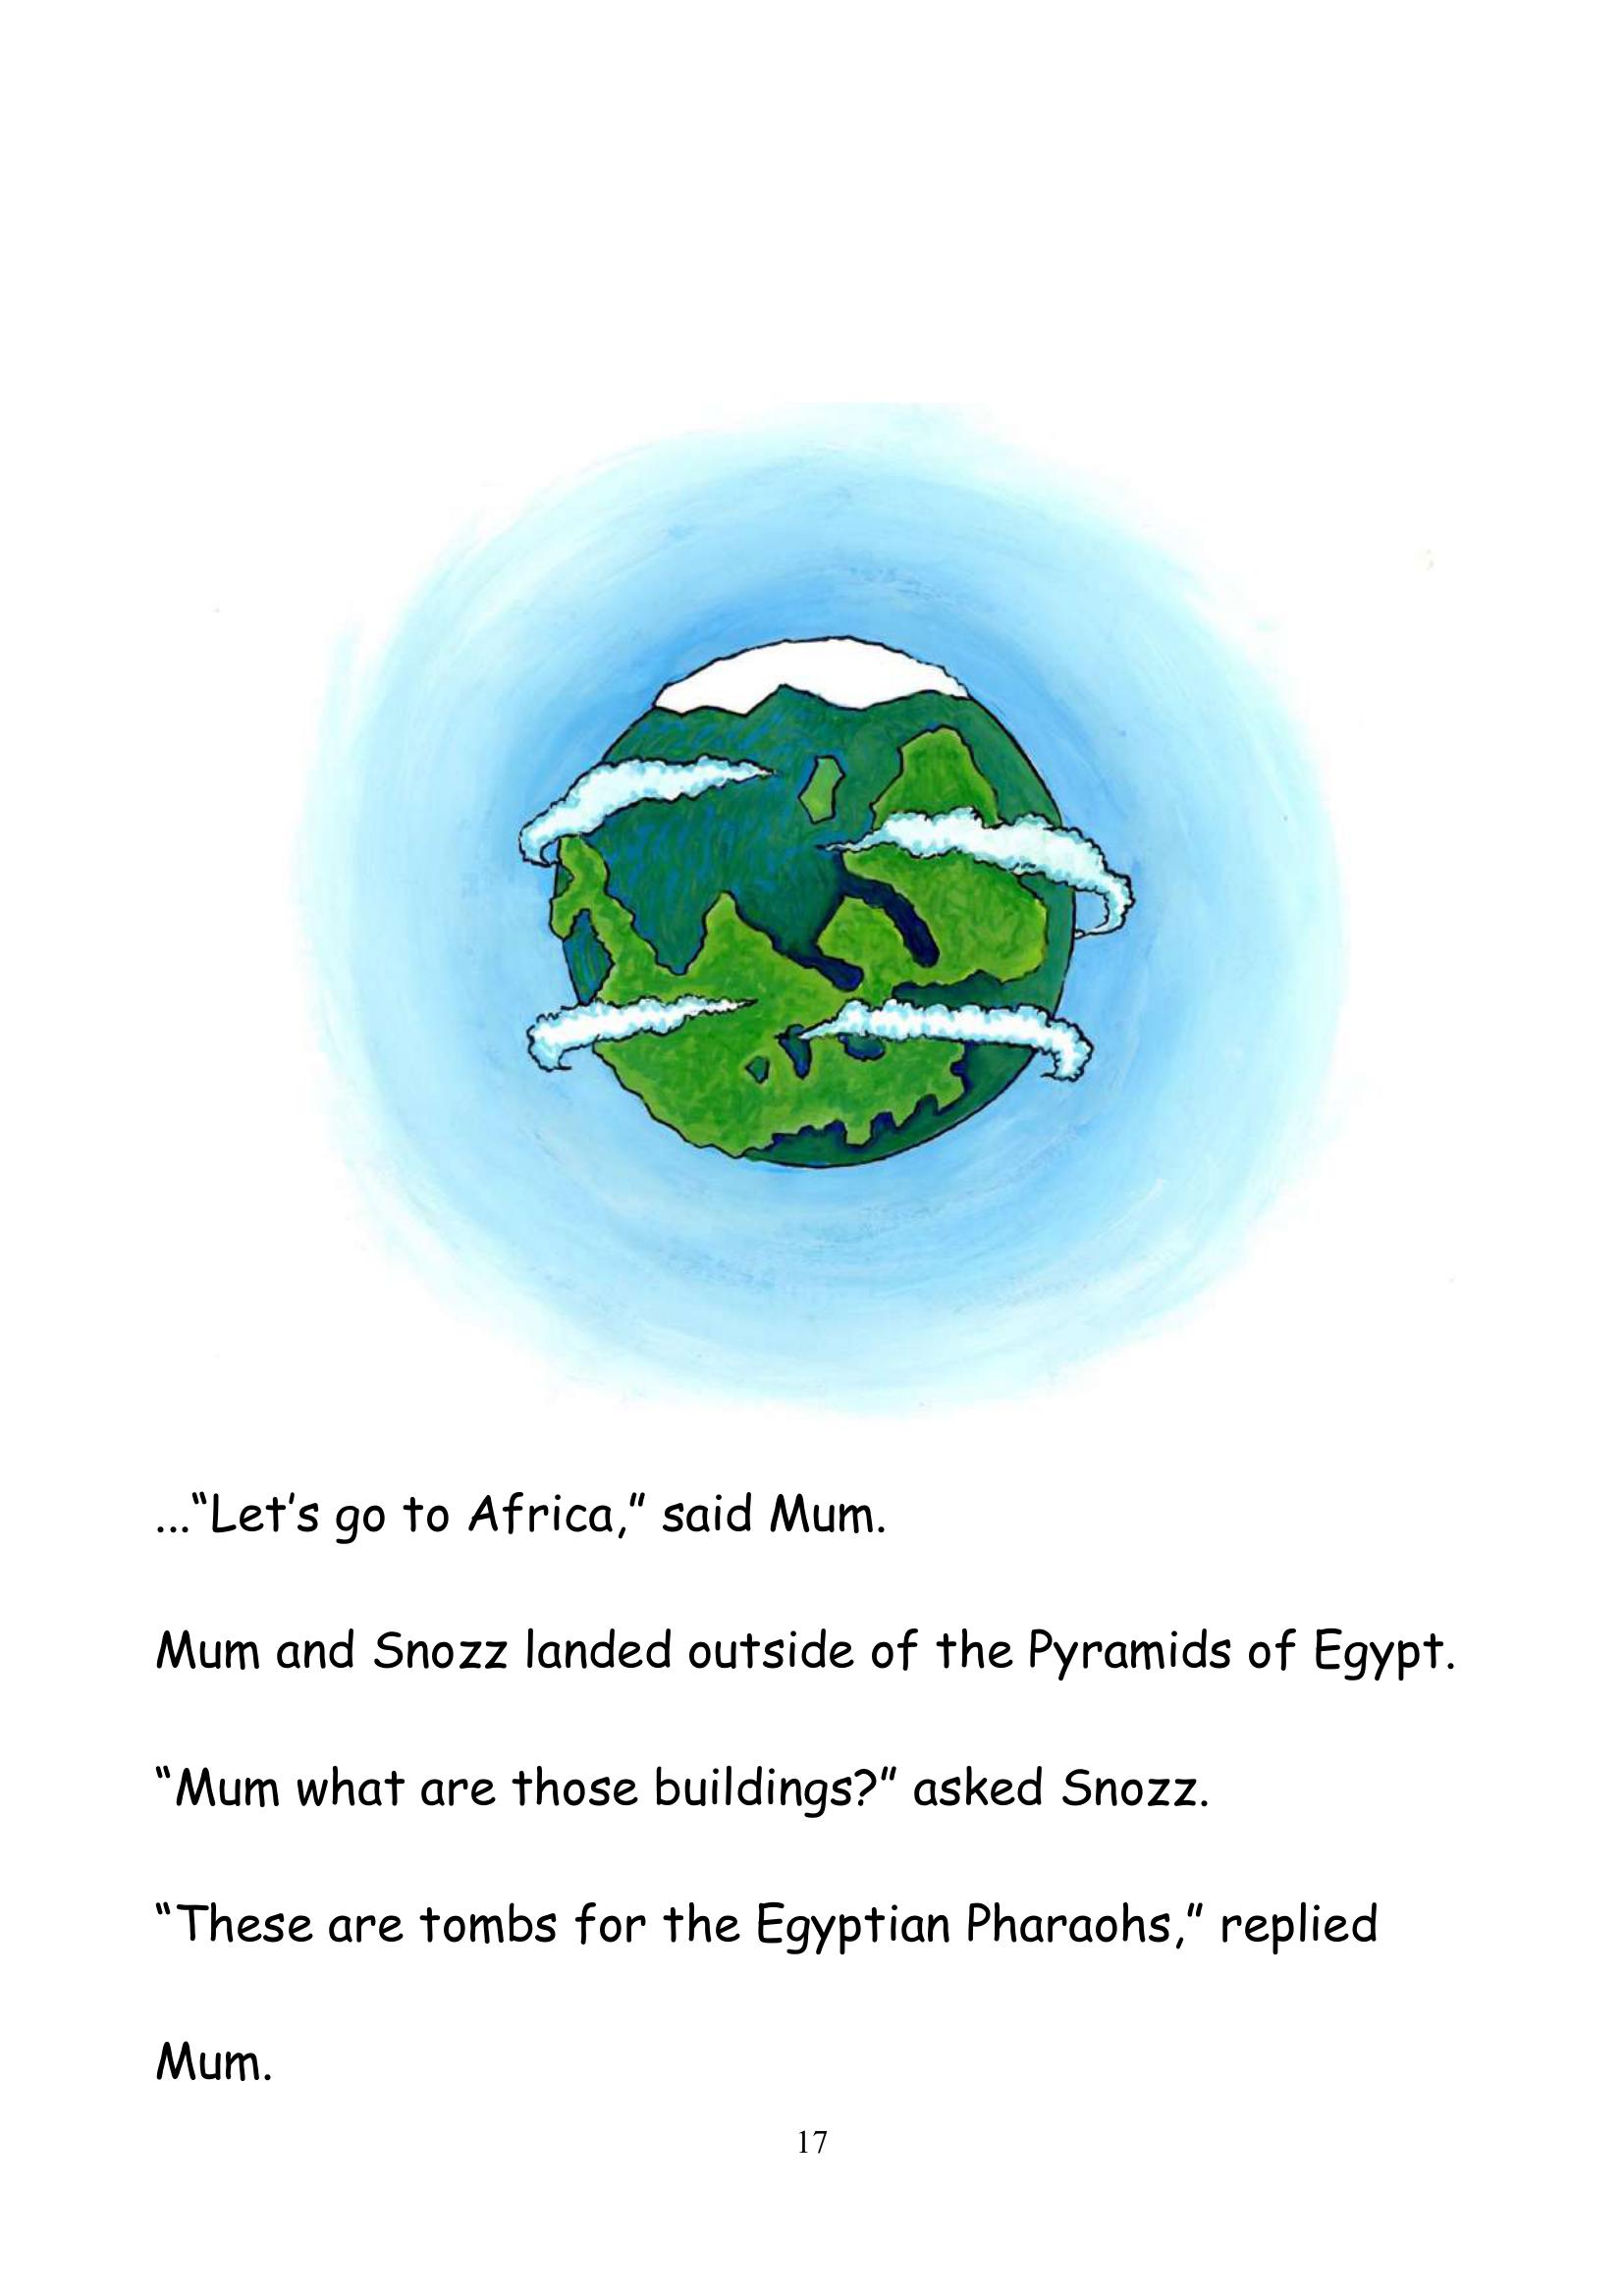 ...“Let’s go to Africa,” said Mum.
Mum and Snozz landed outside of the Pyramids of Egypt.
“Mum what are those buildings?” asked Snozz.
“These are tombs for the Egyptian Pharaohs,” replied
Mum.
17